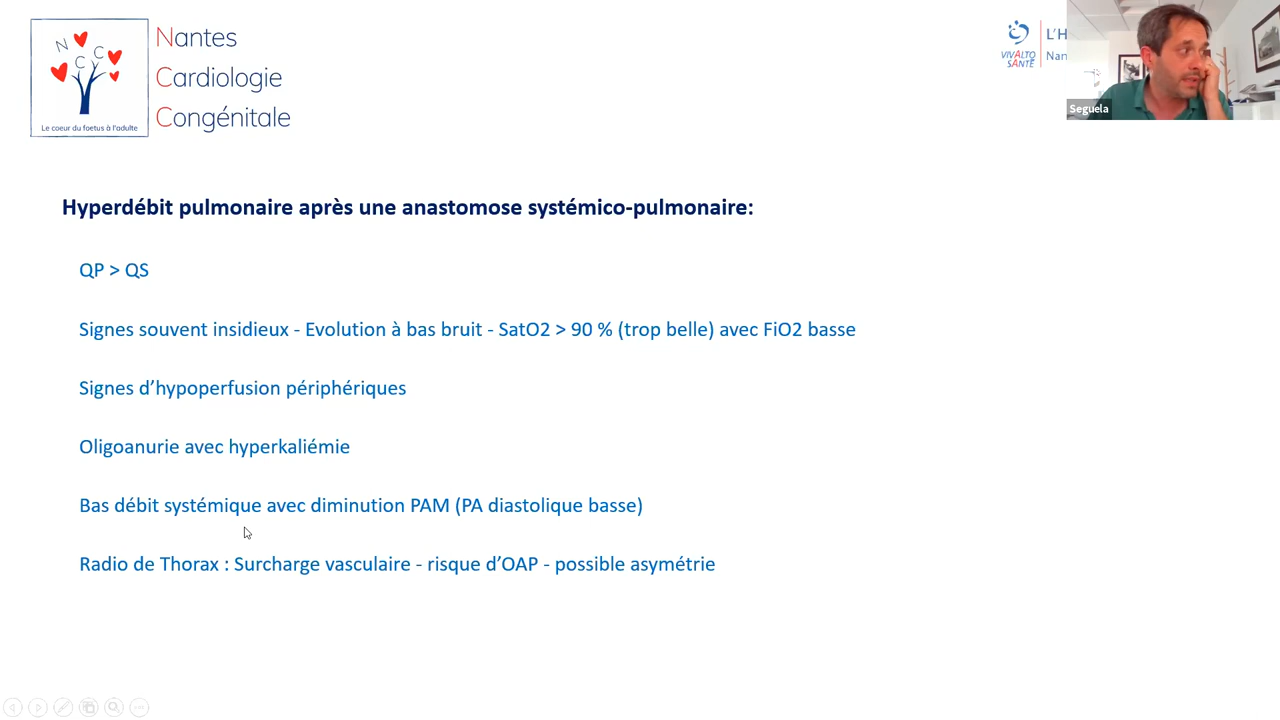 N
C
C
Le coeur du foetus à l'adulte
Nantes
Cardiologie
Congénitale
VIVALTO
SANTÉ
L'H
Nan
Seguela
Hyperdébit pulmonaire après une anastomose systémico-pulmonaire:
QP > QS
Signes souvent insidieux - Evolution à bas bruit - SatO2 > 90 % (trop belle) avec FiO2 basse
Signes d’hypoperfusion périphériques
Oligoanurie avec hyperkaliémie
Bas débit systémique avec diminution PAM (PA diastolique basse)
Radio de Thorax : Surcharge vasculaire - risque d’OAP - possible asymétrie